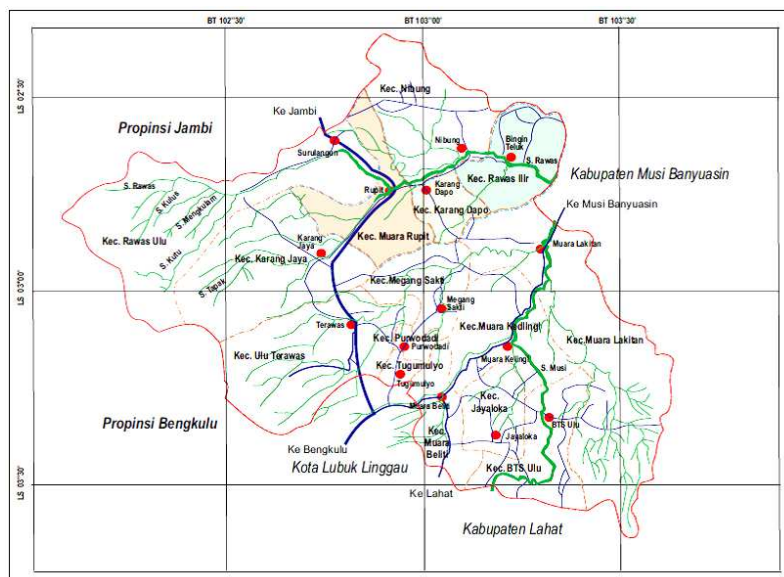 BT 102°30"
BT 103°00"
BT 103°30"
LS 02°30"
LS 03°00"
LS 03°30"
Kec. Nibung
Ke Jambi
Propinsi Jambi
Surulangun
Nibung
Bingin
Teluk
S. Rawas
Kec. Rawas Ilir
Kabupaten Musi Banyuasin
S. Rawas
S. Kulus
S. Mengkulam
Rupit
Karang
Dapo
Kec. Karang Dapo
Ke Musi Banyuasin
Kec. Rawas Ulu
S. Kutu
Karang
Jaya
Kec. Muara Rupit
Muara Lakitan
Kec. Karang Jaya
S. Tapak
Kec.Megang Sakti
Megang
Sakti
Terawas
Kec.Muara Kedlingi
Kec. Purwodadi
Purwodadi
Kec.Muara Lakitan
Kec. Ulu Terawas
Muara Kelingi
Kec. Tugumulyo
Tugumulyo
S. Musi
Kec.
Jayaloka
Muara Beliti
Propinsi Bengkulu
BTS Ulu
Kec.
Muara
Beliti
Jayaloka
Ke Bengkulu
Kota Lubuk Linggau
Kec.BTS Ulu
Ke Lahat
Kabupaten Lahat